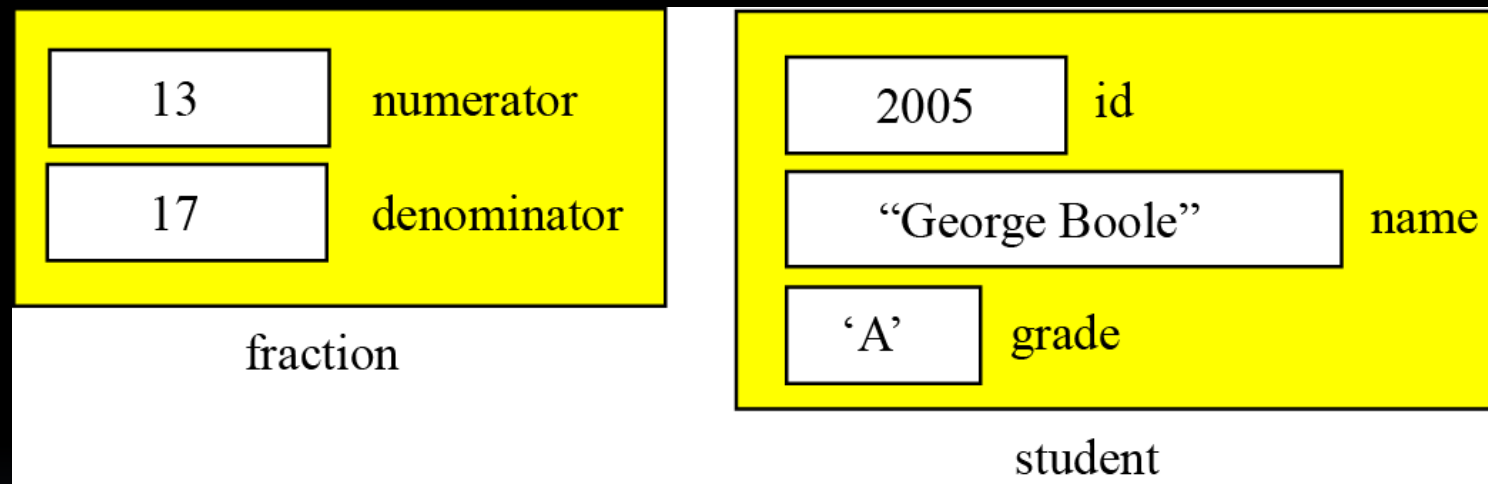 13 numerator
17 denominator
fraction
2005 id
“George Boole” name
‘A’ grade
student